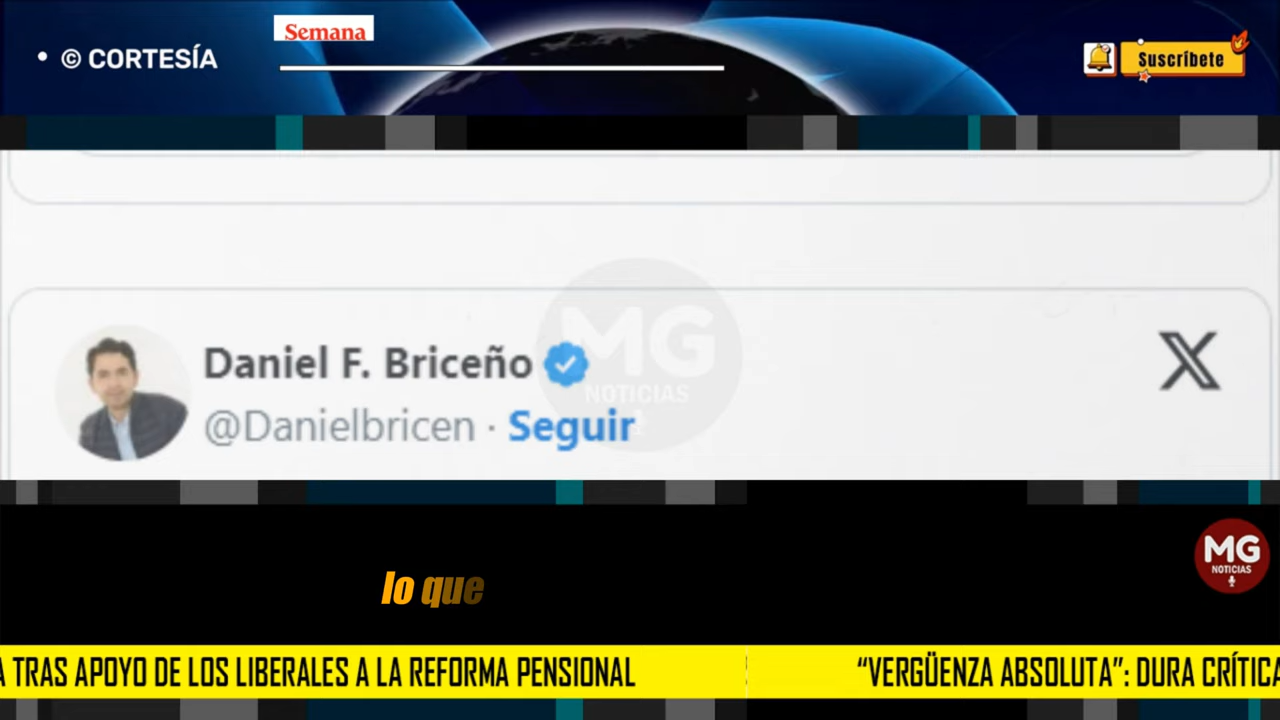 Semana
• © CORTESÍA
Suscríbete
MG
NOTICIAS
Daniel F. Briceño
@Danielbricen · Seguir
X
MG
NOTICIAS
lo que
A TRAS APOYO DE LOS LIBERALES A LA REFORMA PENSIONAL
“VERGÜENZA ABSOLUTA”: DURA CRÍTICA